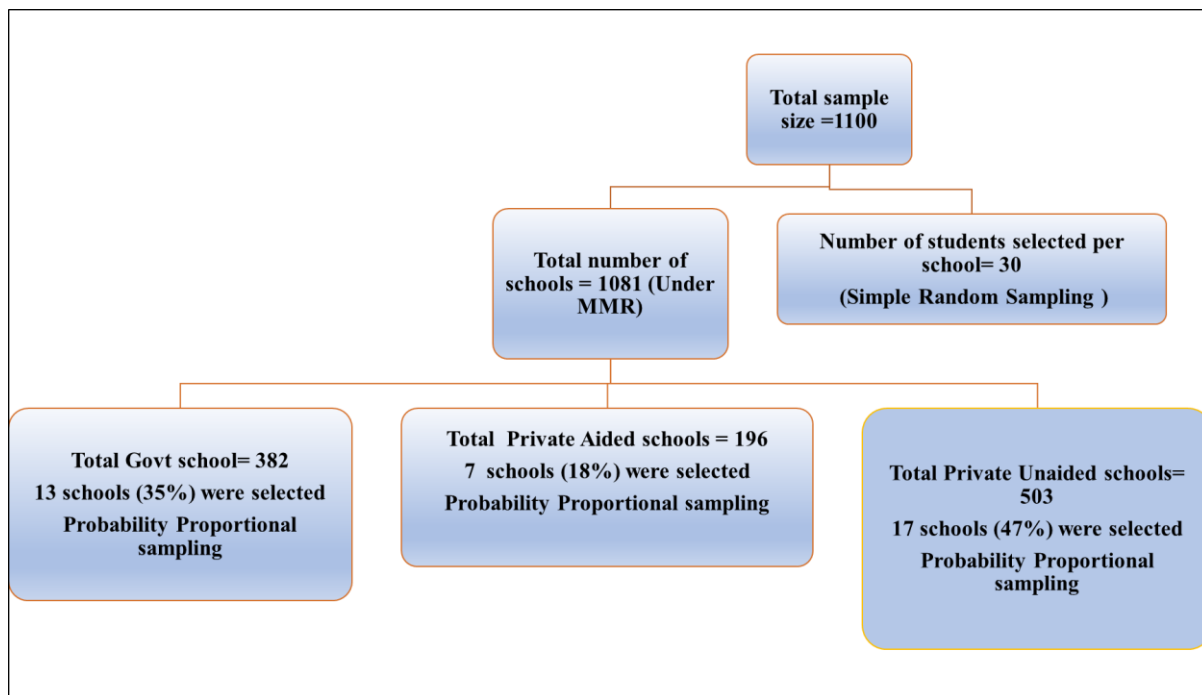 Total sample
size =1100
Total number of
schools = 1081 (Under
MMR)
Number of students selected per
school= 30
(Simple Random Sampling )
Total Govt school= 382
13 schools (35%) were selected
Probability Proportional
sampling
Total Private Aided schools = 196
7 schools (18%) were selected
Probability Proportional sampling
Total Private Unaided schools=
503
17 schools (47%) were selected
Probability Proportional
sampling